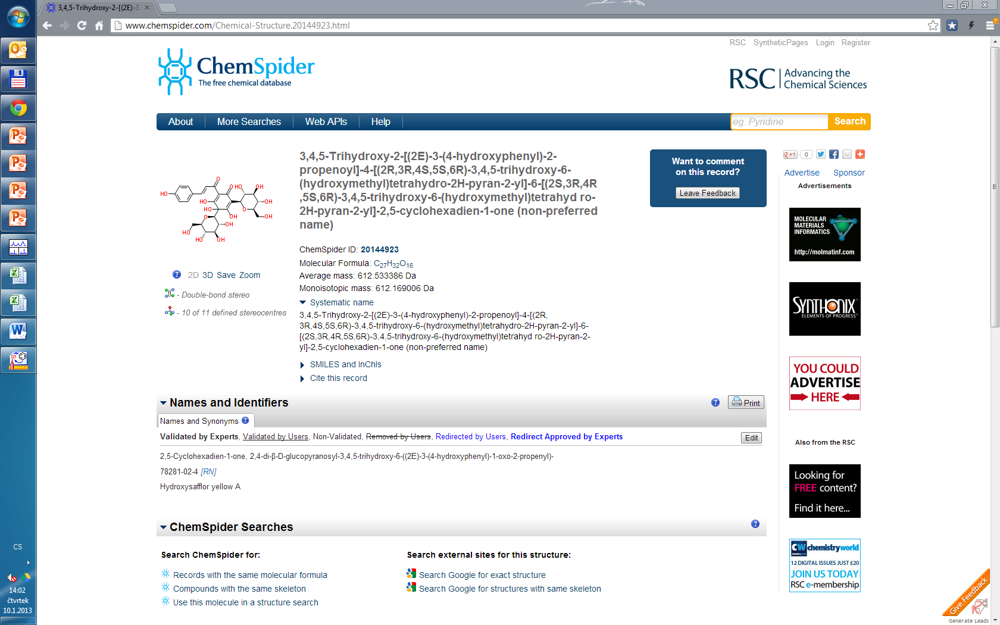 3,4,5-Trihydroxy-2-[(2E)-3
www.chemspider.com/Chemical-Structure.20144923.html
RSC SyntheticPages Login Register
ChemSpider
The free chemical database
RSC | Advancing the
Chemical Sciences
About More Searches Web APIs Help
eg. Pyridine Search
3,4,5-Trihydroxy-2-[(2E)-3-(4-hydroxyphenyl)-2-
propenoyl]-4-[(2R,3R,4S,5S,6R)-3,4,5-trihydroxy-6-
(hydroxymethyl)tetrahydro-2H-pyran-2-yl]-6-[(2S,3R,4R
,5S,6R)-3,4,5-trihydroxy-6-(hydroxymethyl)tetrahyd ro-
2H-pyran-2-yl]-2,5-cyclohexadien-1-one (non-preferred
name)
O
HO O HO OH
HO OH
HO O
O OH OH
OH
HO
HO OH
Want to comment
on this record?
Leave Feedback
g+1 0
Advertise Sponsor
Advertisements
MOLECULAR
MATERIALS
INFORMATICS
http://molmatinf.com
ChemSpider ID: 20144923
Molecular Formula: C27H32O16
Average mass: 612.533386 Da
Monoisotopic mass: 612.169006 Da
Systematic name
3,4,5-Trihydroxy-2-[(2E)-3-(4-hydroxyphenyl)-2-propenoyl]-4-[(2R,
3R,4S,5S,6R)-3,4,5-trihydroxy-6-(hydroxymethyl)tetrahydro-2H-pyran-2-yl]-6-
[(2S,3R,4R,5S,6R)-3,4,5-trihydroxy-6-(hydroxymethyl)tetrahyd ro-2H-pyran-2-
yl]-2,5-cyclohexadien-1-one (non-preferred name)
SMILES and InChIs
Cite this record
2D 3D Save Zoom
- Double-bond stereo
- 10 of 11 defined stereocentres
SYNTHONIX
ELEMENTS OF PROGRESS
YOU COULD
ADVERTISE
HERE
Names and Identifiers
Print
Names and Synonyms
Validated by Experts, Validated by Users, Non-Validated, Removed by Users, Redirected by Users, Redirect Approved by Experts
Edit
2,5-Cyclohexadien-1-one, 2,4-di-β-D-glucopyranosyl-3,4,5-trihydroxy-6-((2E)-3-(4-hydroxyphenyl)-1-oxo-2-propenyl)-
78281-02-4 [RN]
Hydroxysafflor yellow A
Also from the RSC
Looking for
FREE content?
Find it here...
ChemSpider Searches
Search ChemSpider for:
Records with the same molecular formula
Compounds with the same skeleton
Use this molecule in a structure search
Search external sites for this structure:
Search Google for exact structure
Search Google for structures with same skeleton
CW chemistryworld
12 DIGITAL ISSUES JUST £20
JOIN US TODAY
RSC e-membership
Give Feedback
Generate Leads
CS
14:02
čtvrtek
10.1.2013